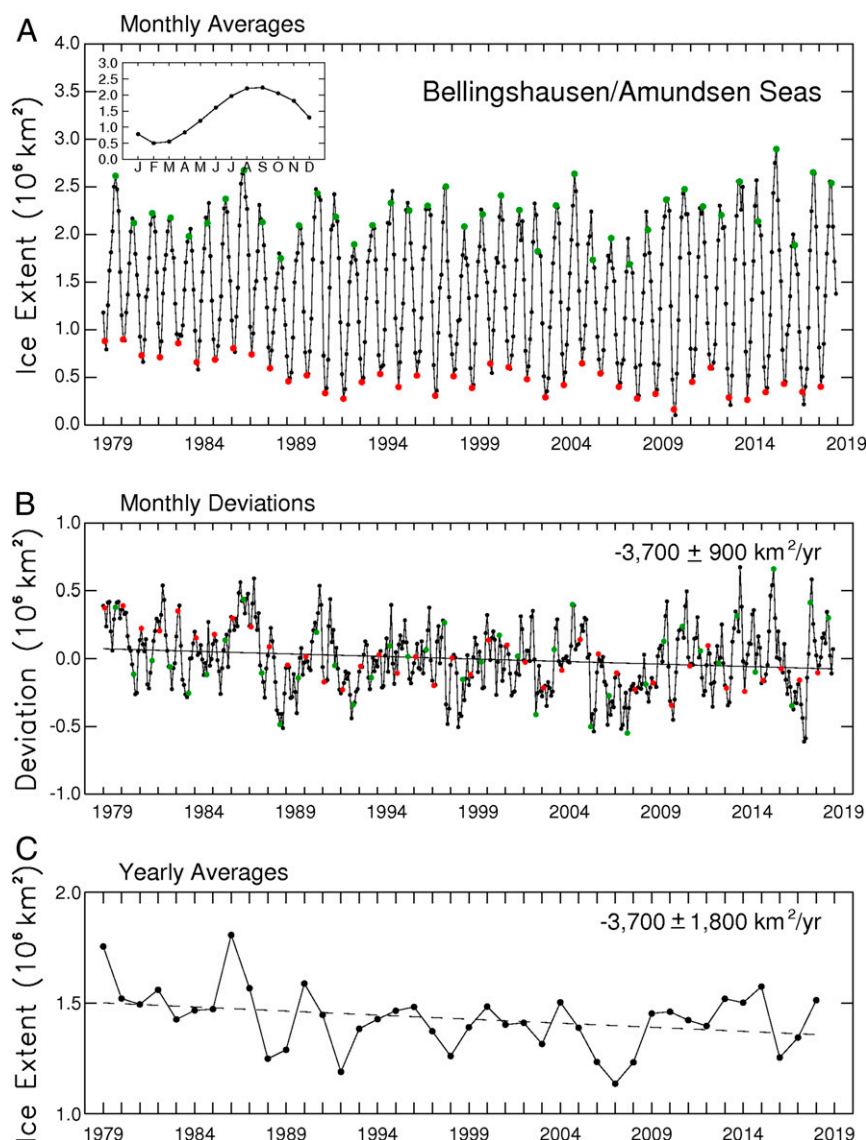 A Monthly Averages
4.0
3.5
3.0
2.5
2.0
1.5
1.0
0.5
0.0
Ice Extent (10⁶ km²)
3.0
2.5
2.0
1.5
1.0
0.5
0.0
J F M A M J J A S O N D
Bellingshausen/Amundsen Seas
1979 1984 1989 1994 1999 2004 2009 2014 2019
B Monthly Deviations
1.0
0.5
0.0
-0.5
-1.0
Deviation (10⁶ km²)
-3,700 ± 900 km²/yr
1979 1984 1989 1994 1999 2004 2009 2014 2019
C Yearly Averages
2.0
1.5
1.0
Ice Extent (10⁶ km²)
-3,700 ± 1,800 km²/yr
1979 1984 1989 1994 1999 2004 2009 2014 2019